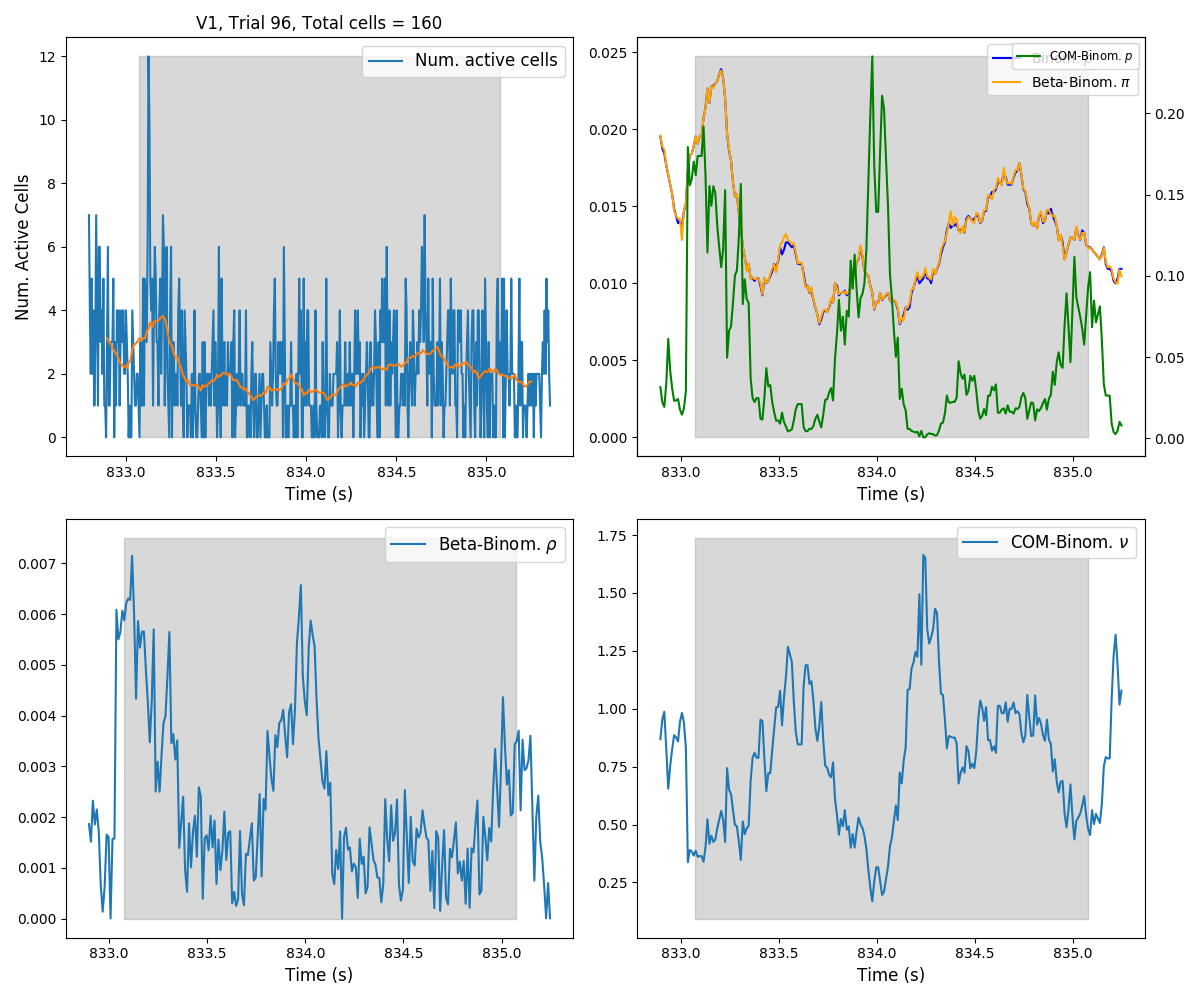 V1, Trial 96, Total cells = 160
Num. Active Cells
12
10
8
6
4
2
0
Num. active cells
833.0 833.5 834.0 834.5 835.0
Time (s)
0.025
0.020
0.015
0.010
0.005
0.000
COM-Binom. p
Beta-Binom. π
0.20
0.15
0.10
0.05
0.00
833.0 833.5 834.0 834.5 835.0
Time (s)
0.007
0.006
0.005
0.004
0.003
0.002
0.001
0.000
Beta-Binom. ρ
833.0 833.5 834.0 834.5 835.0
Time (s)
1.75
1.50
1.25
1.00
0.75
0.50
0.25
COM-Binom. ν
833.0 833.5 834.0 834.5 835.0
Time (s)